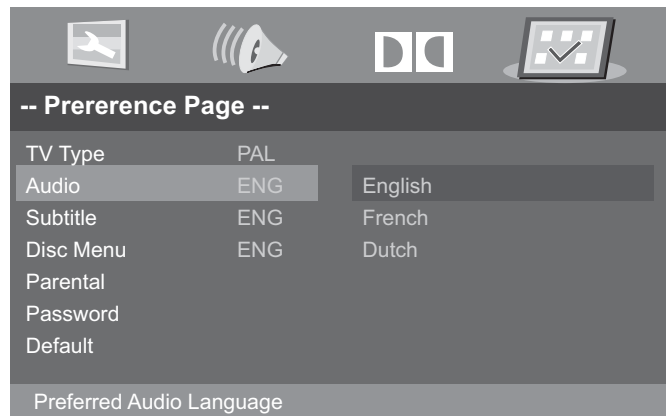 -- Prererence Page --
TV Type PAL
Audio ENG English
Subtitle ENG French
Disc Menu ENG Dutch
Parental
Password
Default
Preferred Audio Language